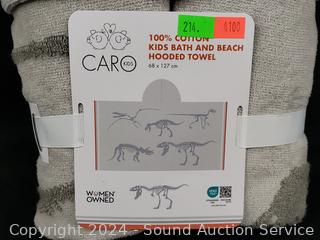 214. 4100
100% COTTON
KIDS BATH AND BEACH
HOODED TOWEL
68 x 127 cm
CARO KIDS
WOMEN
OWNED
Copyright 2024 - Sound Auction Service